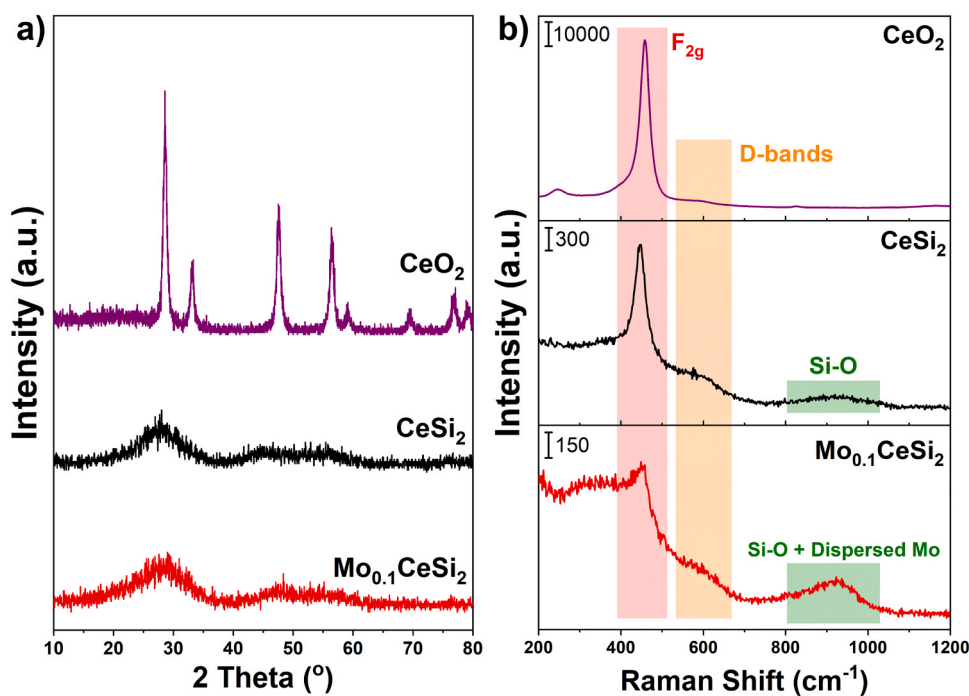 a)
Intensity (a.u.)
CeO₂
CeSi₂
Mo₀.₁CeSi₂
10 20 30 40 50 60 70 80
2 Theta (°)
b)
Intensity (a.u.)
10000
F₂g
CeO₂
D-bands
300
CeSi₂
Si-O
150
Mo₀.₁CeSi₂
Si-O + Dispersed Mo
200 400 600 800 1000 1200
Raman Shift (cm⁻¹)